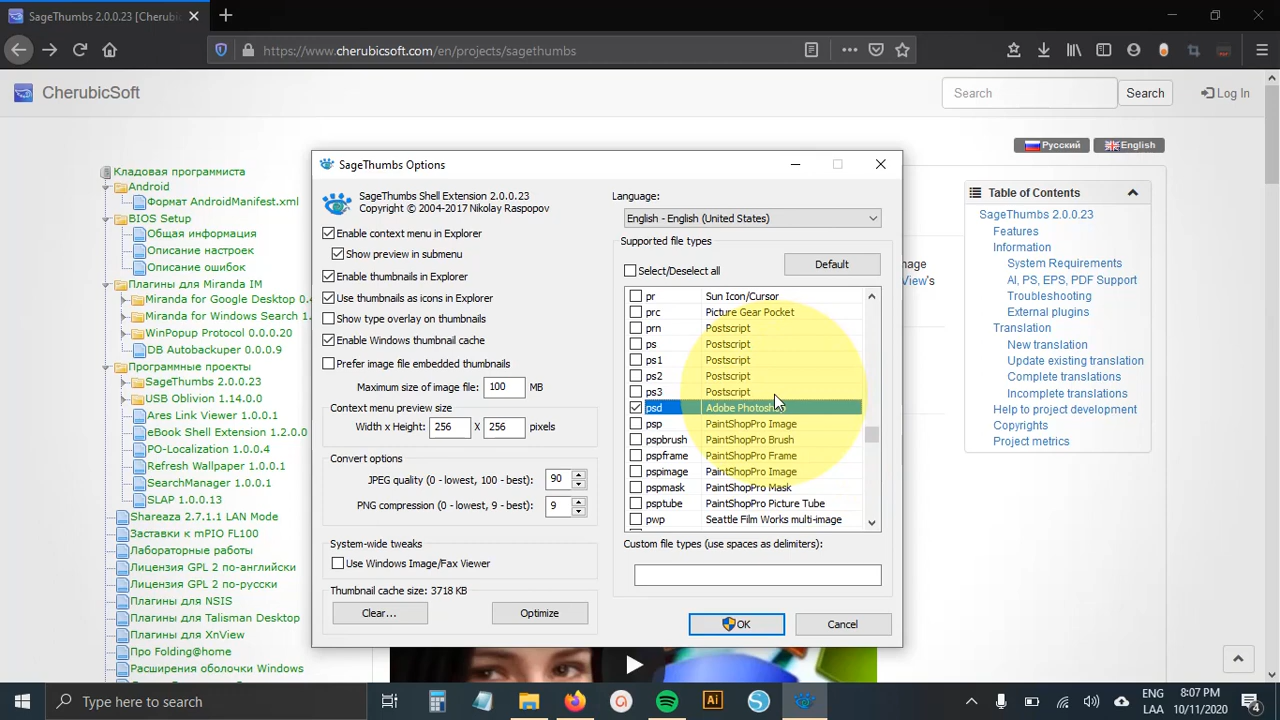 SageThumbs 2.0.0.23 [Cherubic
https://www.cherubicsoft.com/en/projects/sagethumbs
CherubicSoft
Search
Search
Log In
Русский
English
Кладовая программиста
Android
Формат AndroidManifest.xml
BIOS Setup
Общая информация
Описание настроек
Описание ошибок
Плагины для Miranda IM
Miranda for Google Desktop 0.4
Miranda for Windows Search 1.
WinPopup Protocol 0.0.0.20
DB Autobackuper 0.0.0.9
Программные проекты
SageThumbs 2.0.0.23
USB Oblivion 1.14.0.0
Ares Link Viewer 1.0.0.1
eBook Shell Extension 1.2.0.0
PO-Localization 1.0.0.4
Refresh Wallpaper 1.0.0.1
SearchManager 1.0.0.1
SLAP 1.0.0.13
Shareaza 2.7.1.1 LAN Mode
Заставки к mPIO FL100
Лабораторные работы
Лицензия GPL 2 по-английски
Лицензия GPL 2 по-русски
Плагины для NSIS
Плагины для Talisman Desktop
Плагины для XnView
Про Folding@home
Расширения оболочки Windows
SageThumbs Options
SageThumbs Shell Extension 2.0.0.23
Copyright © 2004-2017 Nikolay Raspopov
Enable context menu in Explorer
Show preview in submenu
Enable thumbnails in Explorer
Use thumbnails as icons in Explorer
Show type overlay on thumbnails
Enable Windows thumbnail cache
Prefer image file embedded thumbnails
Maximum size of image file: 100 MB
Context menu preview size
Width x Height: 256 X 256 pixels
Convert options
JPEG quality (0 - lowest, 100 - best): 90
PNG compression (0 - lowest, 9 - best): 9
System-wide tweaks
Use Windows Image/Fax Viewer
Thumbnail cache size: 3718 KB
Clear...
Optimize
Language:
English - English (United States)
Supported file types
Select/Deselect all
Default
pr Sun Icon/Cursor
prc Picture Gear Pocket
prn Postscript
ps Postscript
ps1 Postscript
ps2 Postscript
ps3 Postscript
psd Adobe Photoshop
psp PaintShopPro Image
pspbrush PaintShopPro Brush
pspframe PaintShopPro Frame
pspimage PaintShopPro Image
pspmask PaintShopPro Mask
psptube PaintShopPro Picture Tube
pwp Seattle Film Works multi-image
Custom file types (use spaces as delimiters):
OK
Cancel
mage
View's
Table of Contents
SageThumbs 2.0.0.23
Features
Information
System Requirements
AI, PS, EPS, PDF Support
Troubleshooting
External plugins
Translation
New translation
Update existing translation
Complete translations
Incomplete translations
Help to project development
Copyrights
Project metrics
Type here to search
Ai
ENG
LAA
8:07 PM
10/11/2020
4